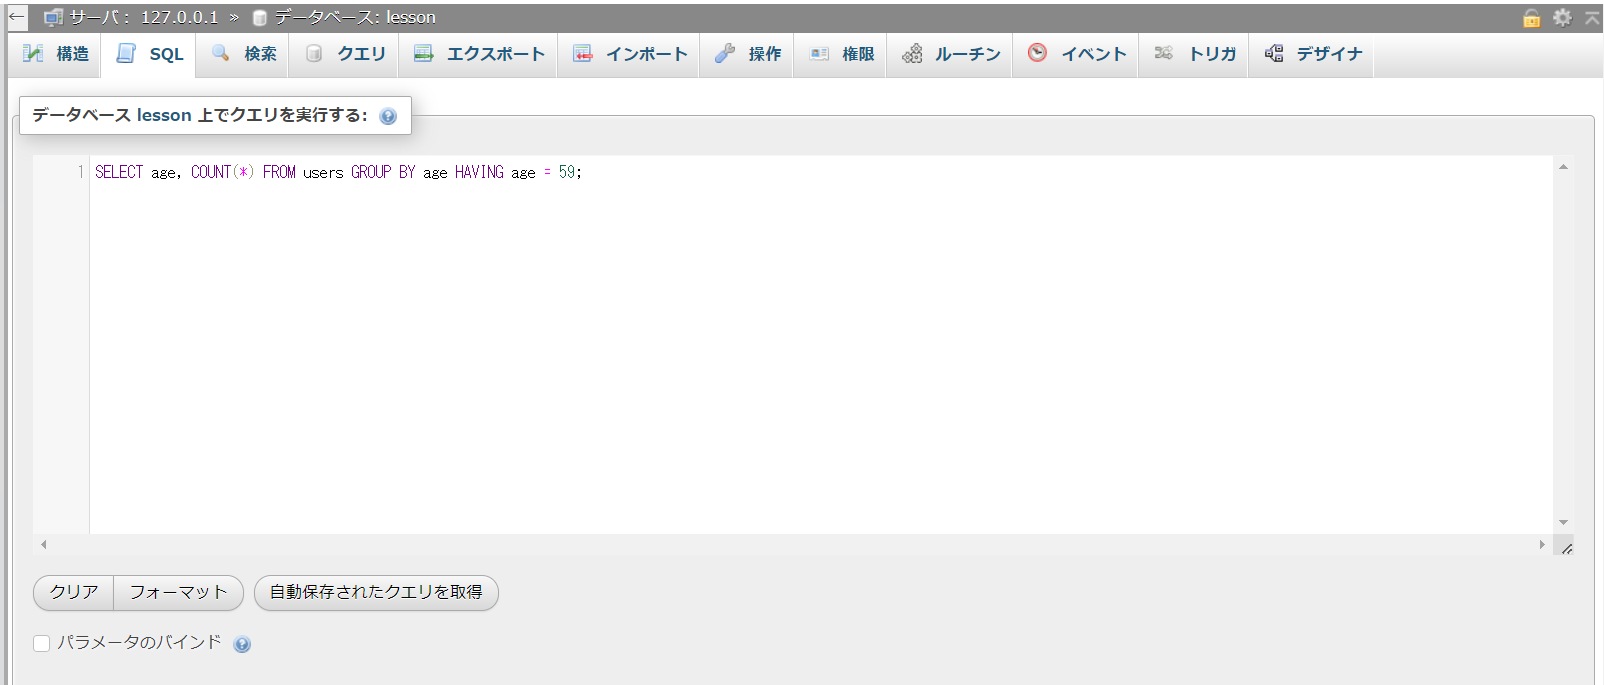 ← サーバ： 127.0.0.1 » データベース: lesson
構造 SQL 検索 クエリ エクスポート インポート 操作 権限 ルーチン イベント トリガ デザイナ
データベース lesson 上でクエリを実行する:
1 SELECT age, COUNT(*) FROM users GROUP BY age HAVING age = 59;
クリア フォーマット 自動保存されたクエリを取得
パラメータのバインド